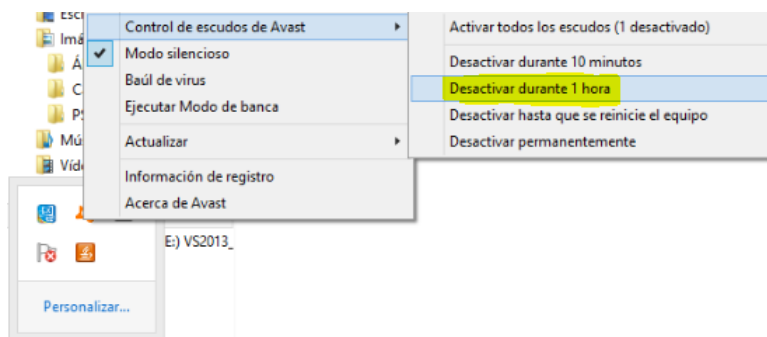 Control de escudos de Avast
Modo silencioso
Baúl de virus
Ejecutar Modo de banca
Actualizar
Información de registro
Acerca de Avast
Activar todos los escudos (1 desactivado)
Desactivar durante 10 minutos
Desactivar durante 1 hora
Desactivar hasta que se reinicie el equipo
Desactivar permanentemente
E:) VS2013_
Personalizar...